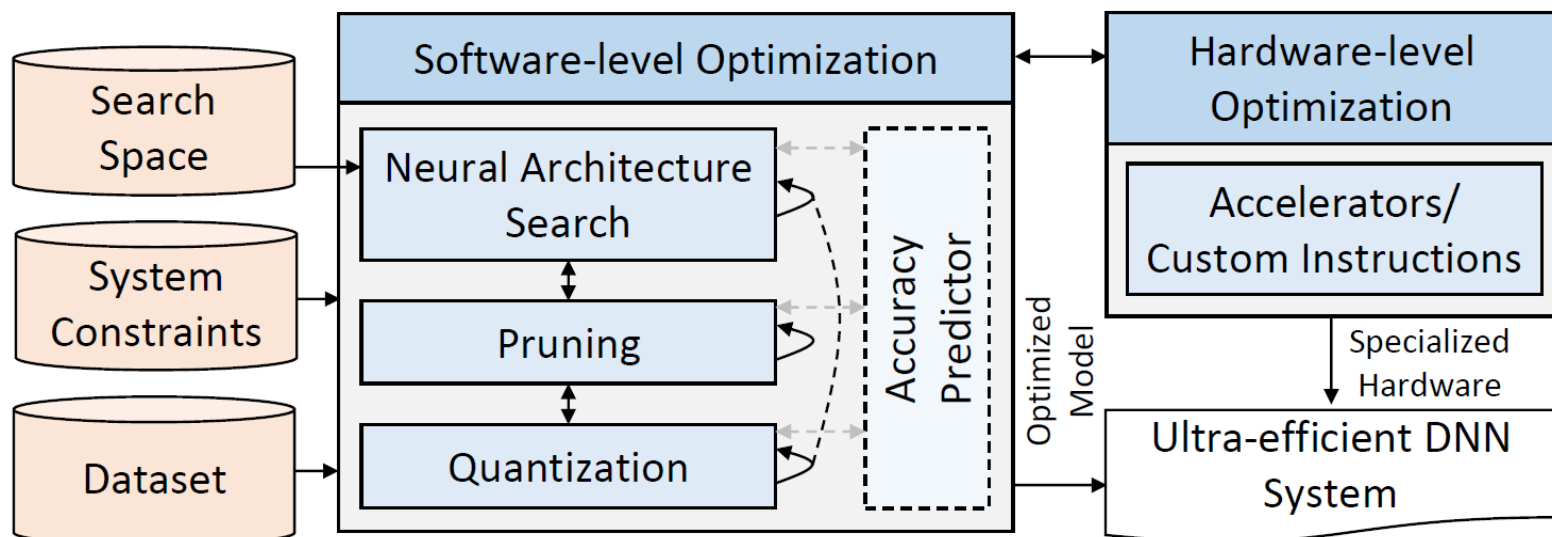 Search
Space
System
Constraints
Dataset
Software-level Optimization
Neural Architecture
Search
Pruning
Quantization
Accuracy
Predictor
Optimized
Model
Hardware-level
Optimization
Accelerators/
Custom Instructions
Specialized
Hardware
Ultra-efficient DNN
System